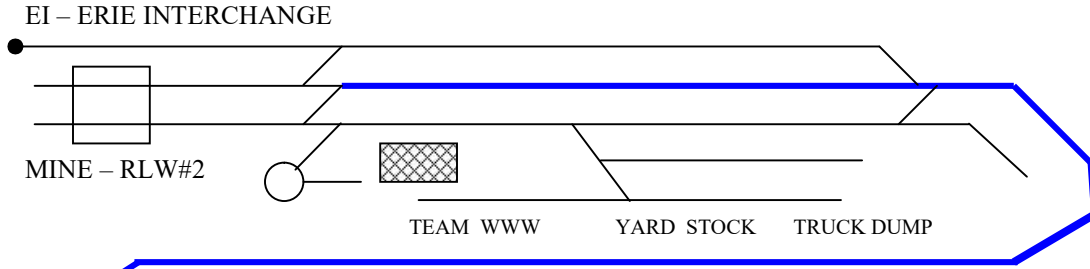 EI – ERIE INTERCHANGE
MINE – RLW#2
TEAM WWW YARD STOCK TRUCK DUMP